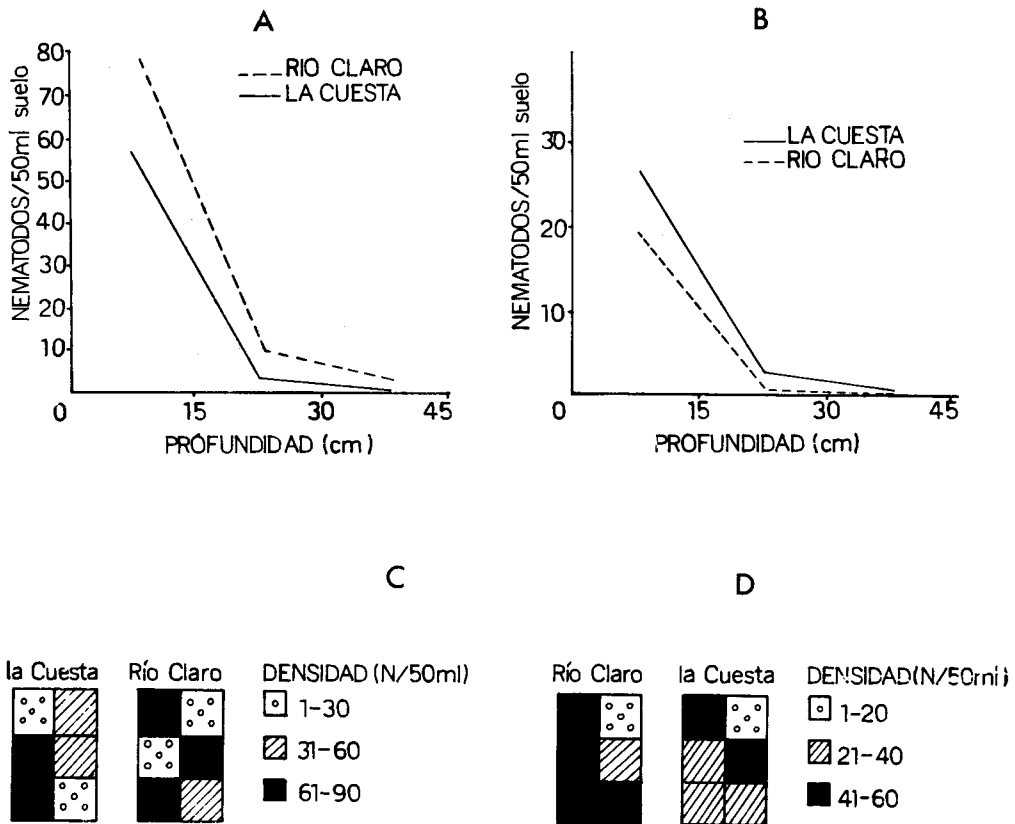 A
80
70
60
50
40
30
20
10
0
15
30
45
NEMATODOS/50ml suelo
PROFUNDIDAD (cm)
RIO CLARO
LA CUESTA
B
30
20
10
0
15
30
45
NEMATODOS/50ml suelo
PROFUNDIDAD (cm)
LA CUESTA
RIO CLARO
C
la Cuesta
Río Claro
DENSIDAD (N/50ml)
1-30
31-60
61-90
D
Río Claro
la Cuesta
DENSIDAD(N/50ml)
1-20
21-40
41-60